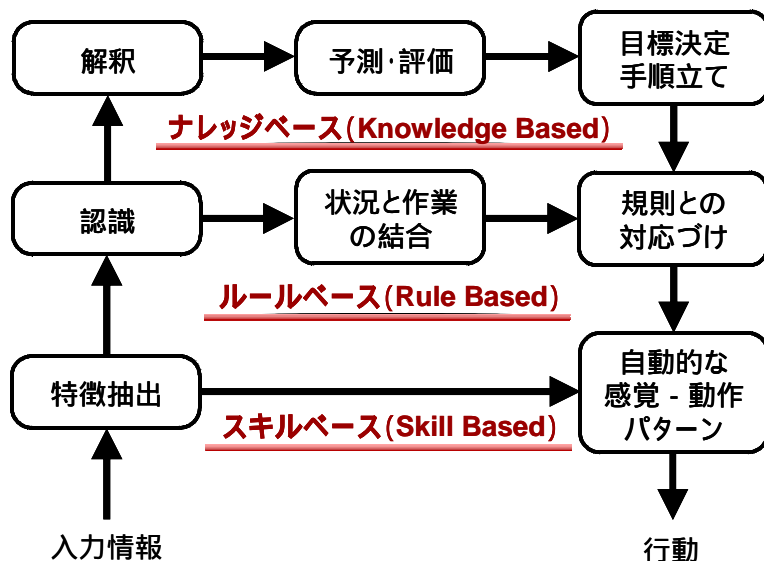 解釈
予測・評価
目標決定
手順立て
ナレッジベース(Knowledge Based)
認識
状況と作業
の結合
規則との
対応づけ
ルールベース(Rule Based)
特徴抽出
自動的な
感覚 - 動作
パターン
スキルベース(Skill Based)
入力情報
行動